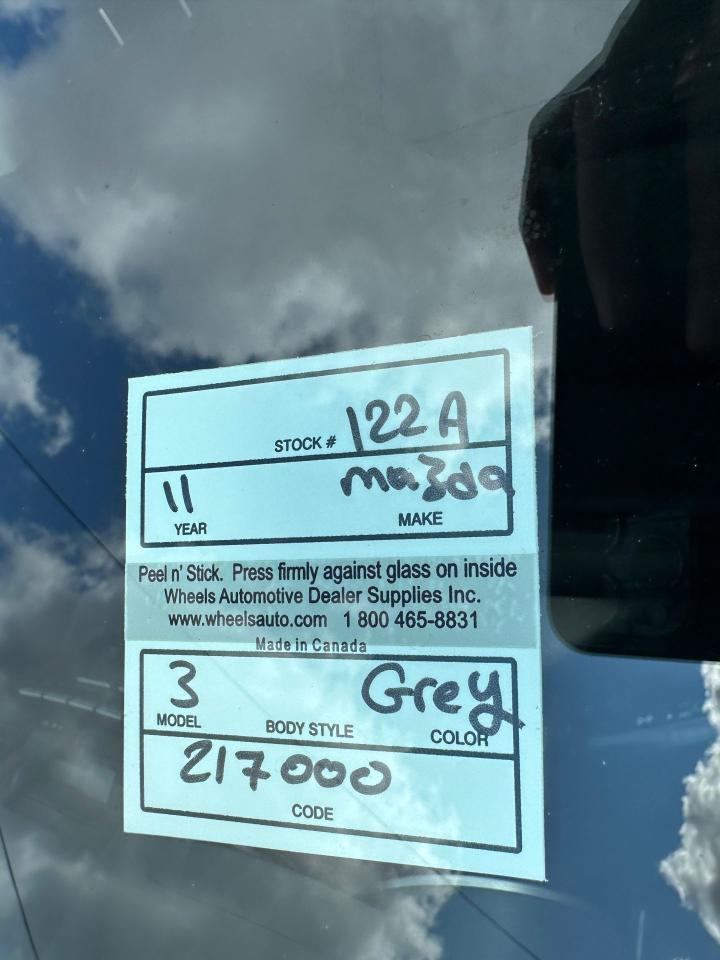 STOCK # 122A
11 mazda
YEAR MAKE
Peel n' Stick. Press firmly against glass on inside
Wheels Automotive Dealer Supplies Inc.
www.wheelsauto.com 1 800 465-8831
Made in Canada
3 Grey
MODEL BODY STYLE COLOR
217000
CODE